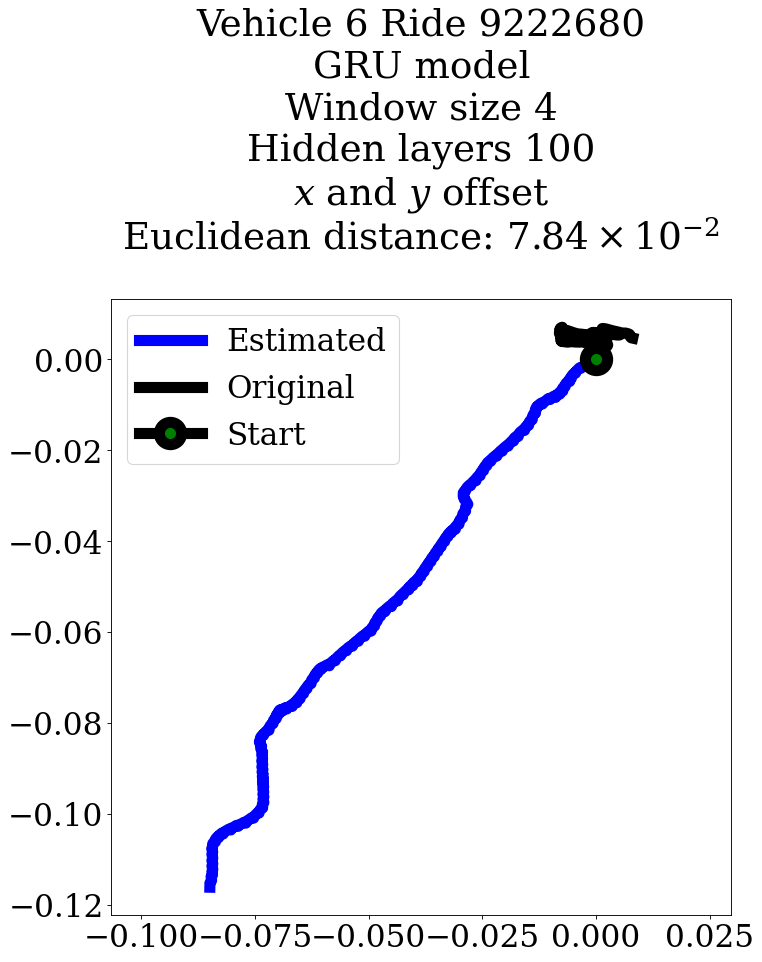 Vehicle 6 Ride 9222680
GRU model
Window size 4
Hidden layers 100
x and y offset
Euclidean distance: 7.84 × 10⁻²
Estimated
Original
Start
0.00
−0.02
−0.04
−0.06
−0.08
−0.10
−0.12
−0.100 −0.075 −0.050 −0.025 0.000 0.025